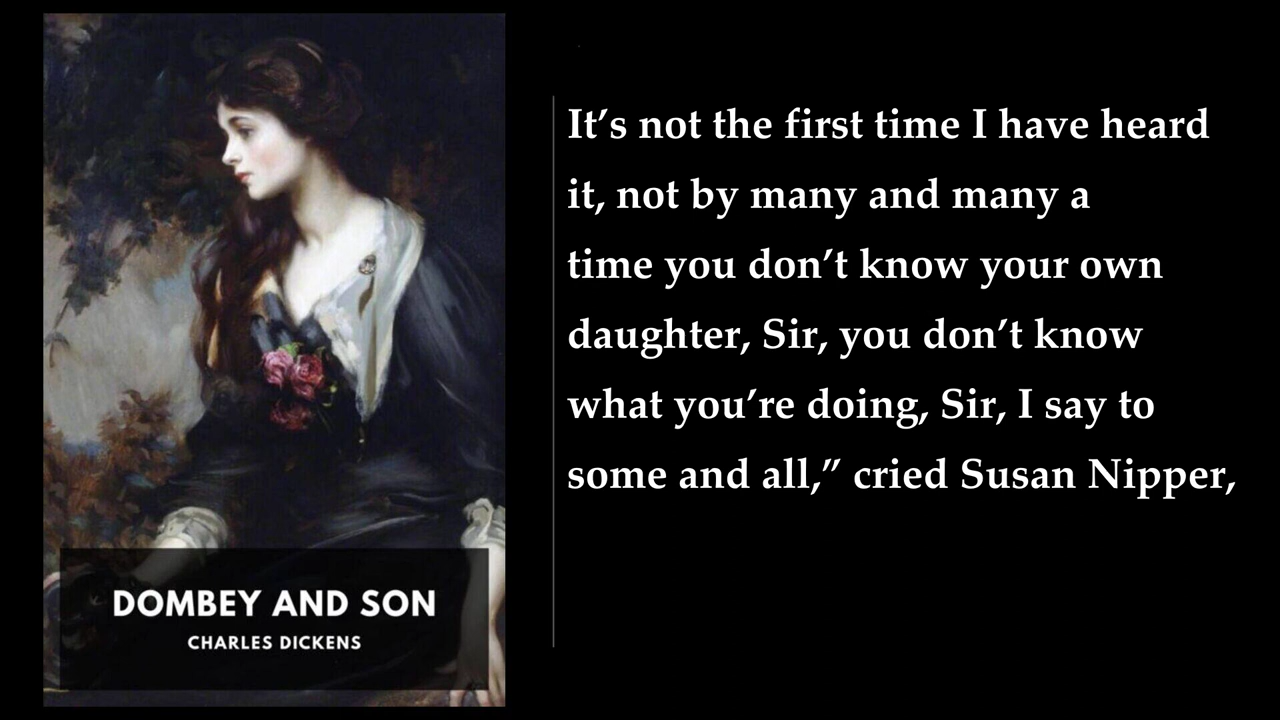 It’s not the first time I have heard
it, not by many and many a
time you don’t know your own
daughter, Sir, you don’t know
what you’re doing, Sir, I say to
some and all,” cried Susan Nipper,
DOMBEY AND SON
CHARLES DICKENS